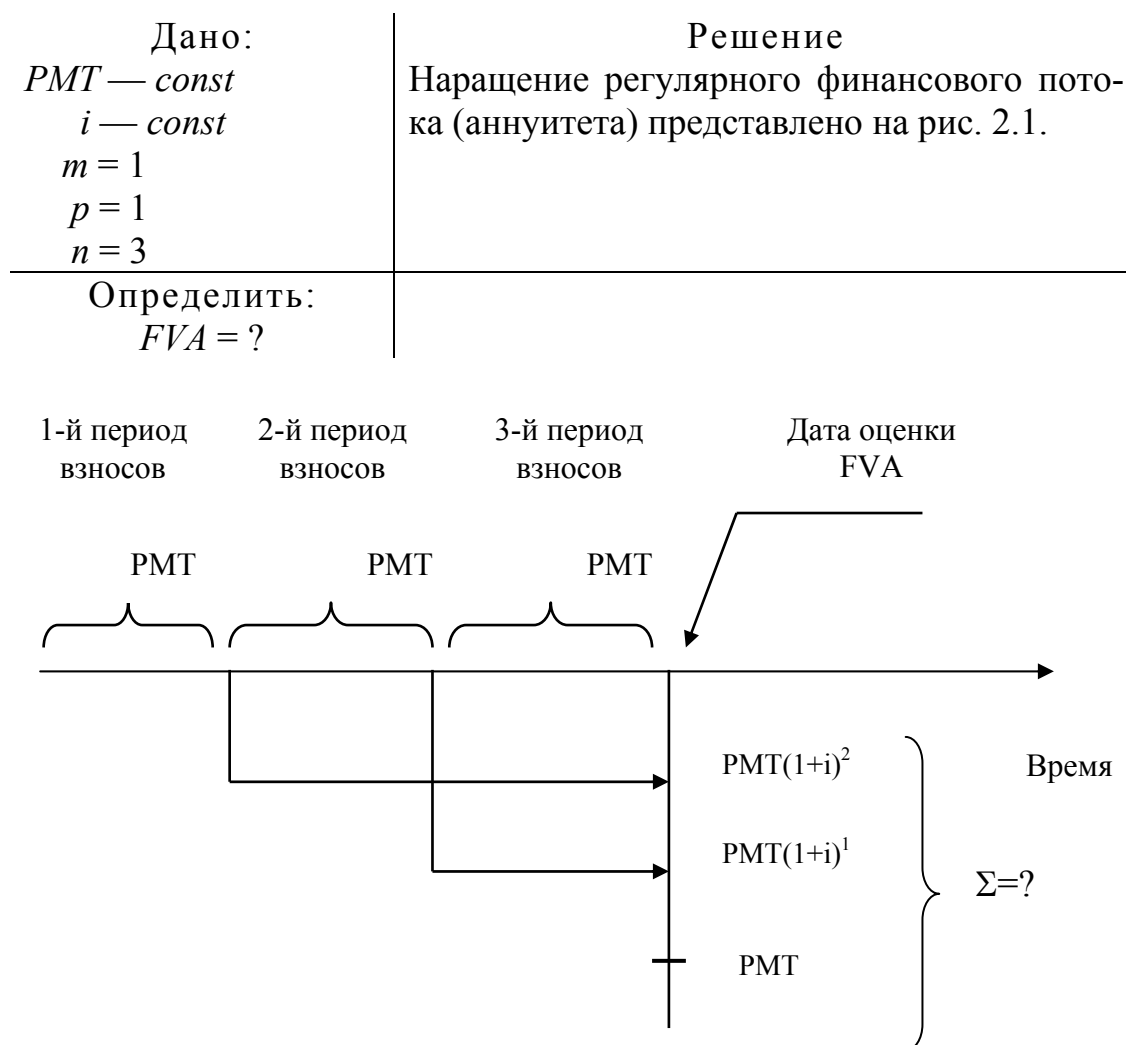 Дано:
PMT — const
i — const
m = 1
p = 1
n = 3
Решение
Наращение регулярного финансового пото-
ка (аннуитета) представлено на рис. 2.1.
Определить:
FVA = ?
1-й период
взносов
2-й период
взносов
3-й период
взносов
Дата оценки
FVA
PMT
PMT
PMT
PMT(1+i)²
Время
PMT(1+i)¹
Σ=?
PMT